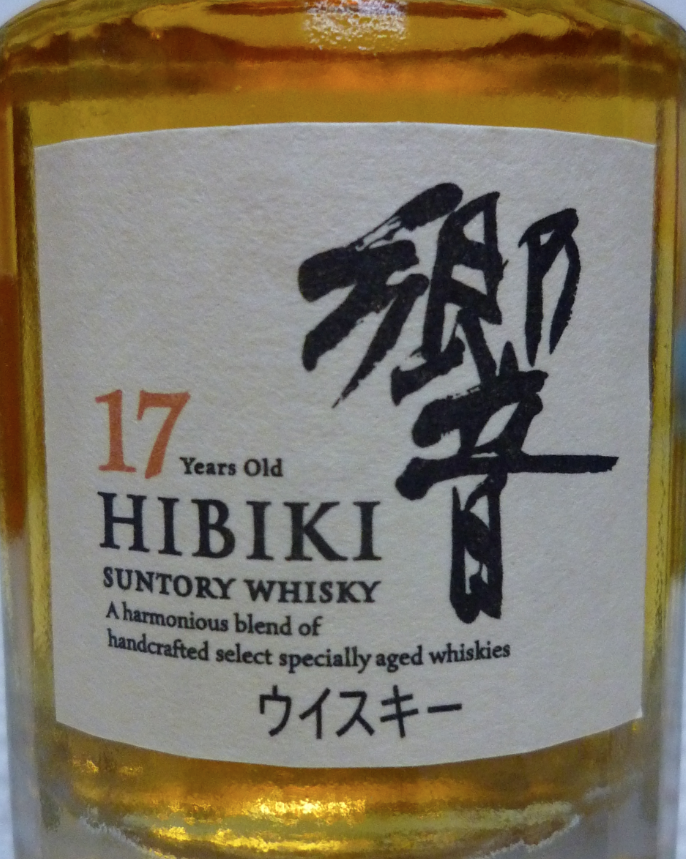 響
17 Years Old
HIBIKI
SUNTORY WHISKY
A harmonious blend of
handcrafted select specially aged whiskies
ウイスキー